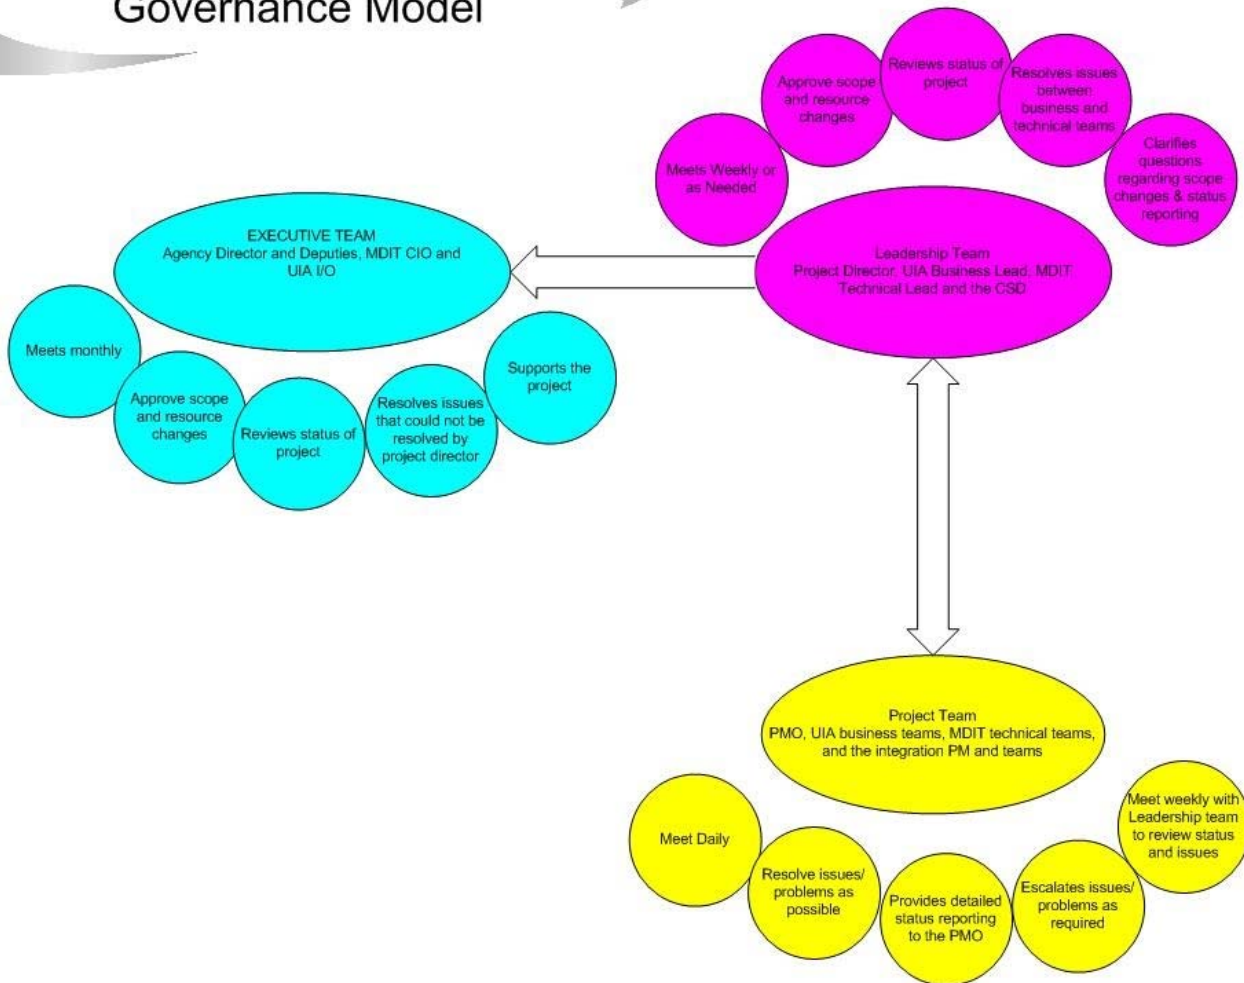 Governance Model
Reviews status of
project
Approve scope
and resource
changes
Resolves issues
between
business and
technical teams
Meets Weekly or
as Needed
Clarifies
questions
regarding scope
changes & status
reporting
EXECUTIVE TEAM
Agency Director and Deputies, MDIT CIO and
UIA I/O
Leadership Team
Project Director, UIA Business Lead, MDIT
Technical Lead and the CSD
Meets monthly
Approve scope
and resource
changes
Reviews status of
project
Resolves issues
that could not be
resolved by
project director
Supports the
project
Project Team
PMO, UIA business teams, MDIT technical teams,
and the integration PM and teams
Meet Daily
Resolve issues/
problems as
possible
Provides detailed
status reporting
to the PMO
Escalates issues/
problems as
required
Meet weekly with
Leadership team
to review status
and issues